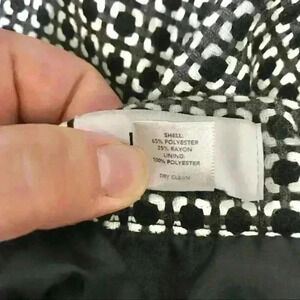 SHELL:
65% POLYESTER
35% RAYON
LINING:
100% POLYESTER
DRY CLEAN